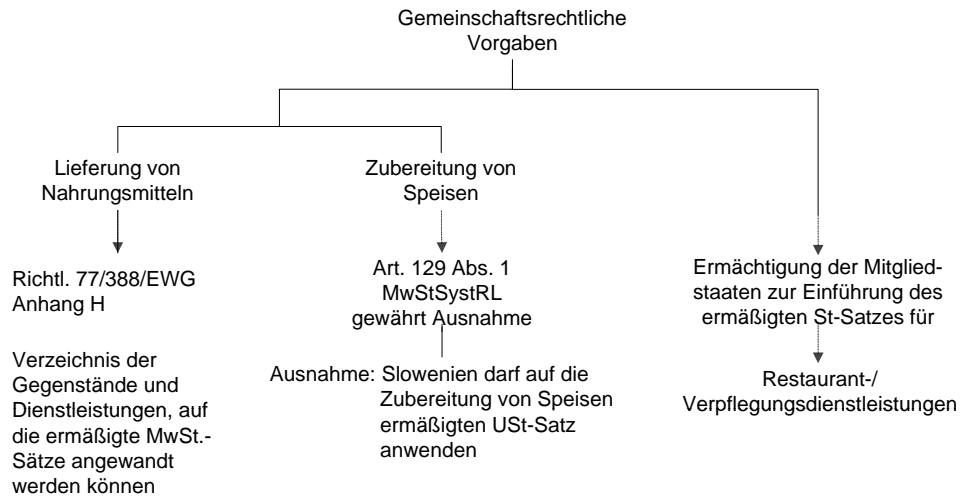 Gemeinschaftsrechtliche
Vorgaben
Lieferung von
Nahrungsmitteln
Richtl. 77/388/EWG
Anhang H
Verzeichnis der
Gegenstände und
Dienstleistungen, auf
die ermäßigte MwSt.-
Sätze angewandt
werden können
Zubereitung von
Speisen
Art. 129 Abs. 1
MwStSystRL
gewährt Ausnahme
Ausnahme: Slowenien darf auf die
Zubereitung von Speisen
ermäßigten USt-Satz
anwenden
Ermächtigung der Mitglied-
staaten zur Einführung des
ermäßigten St-Satzes für
Restaurant-/
Verpflegungsdienstleistungen